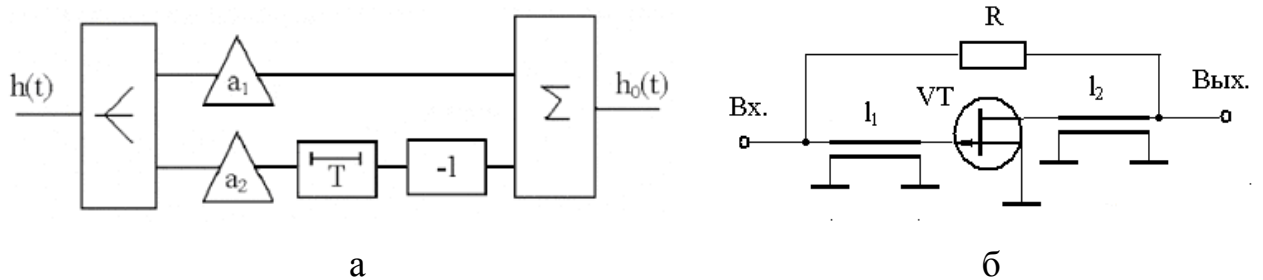 h(t)
a₁
Σ
h₀(t)
a₂
T
-1
а
R
Вх.
l₁
VT
l₂
Вых.
б